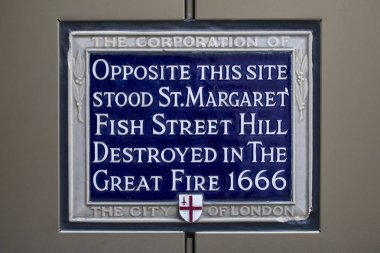 THE CORPORATION OF
OPPOSITE THIS SITE
STOOD ST. MARGARET
FISH STREET HILL
DESTROYED IN THE
GREAT FIRE 1666
THE CITY OF LONDON